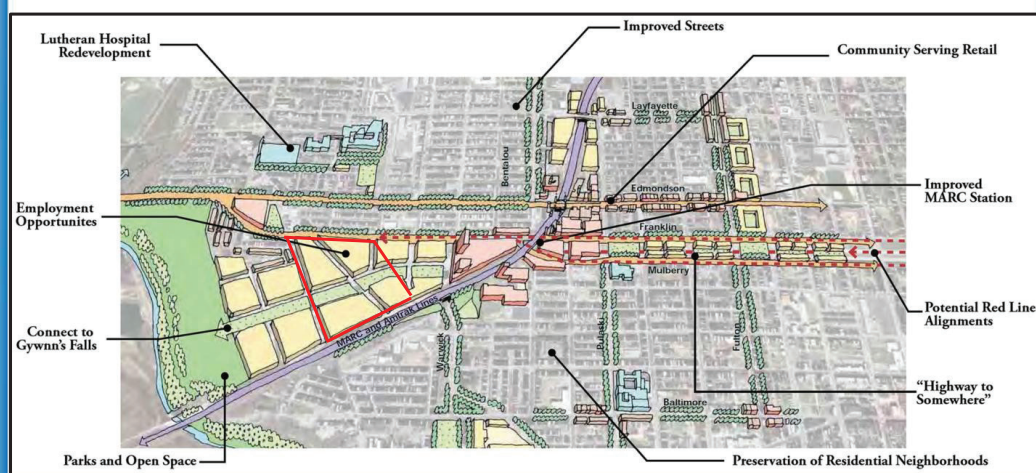 Improved Streets
Lutheran Hospital
Redevelopment
Community Serving Retail
Layfayette
Bentalou
Edmondson
Improved
MARC Station
Employment
Opportunites
Franklin
Mulberry
Potential Red Line
Alignments
MARC and Amtrak Lines
Connect to
Gywnn's Falls
Warwick
Pulaski
Fulton
"Highway to
Somewhere"
Baltimore
Parks and Open Space
Preservation of Residential Neighborhoods